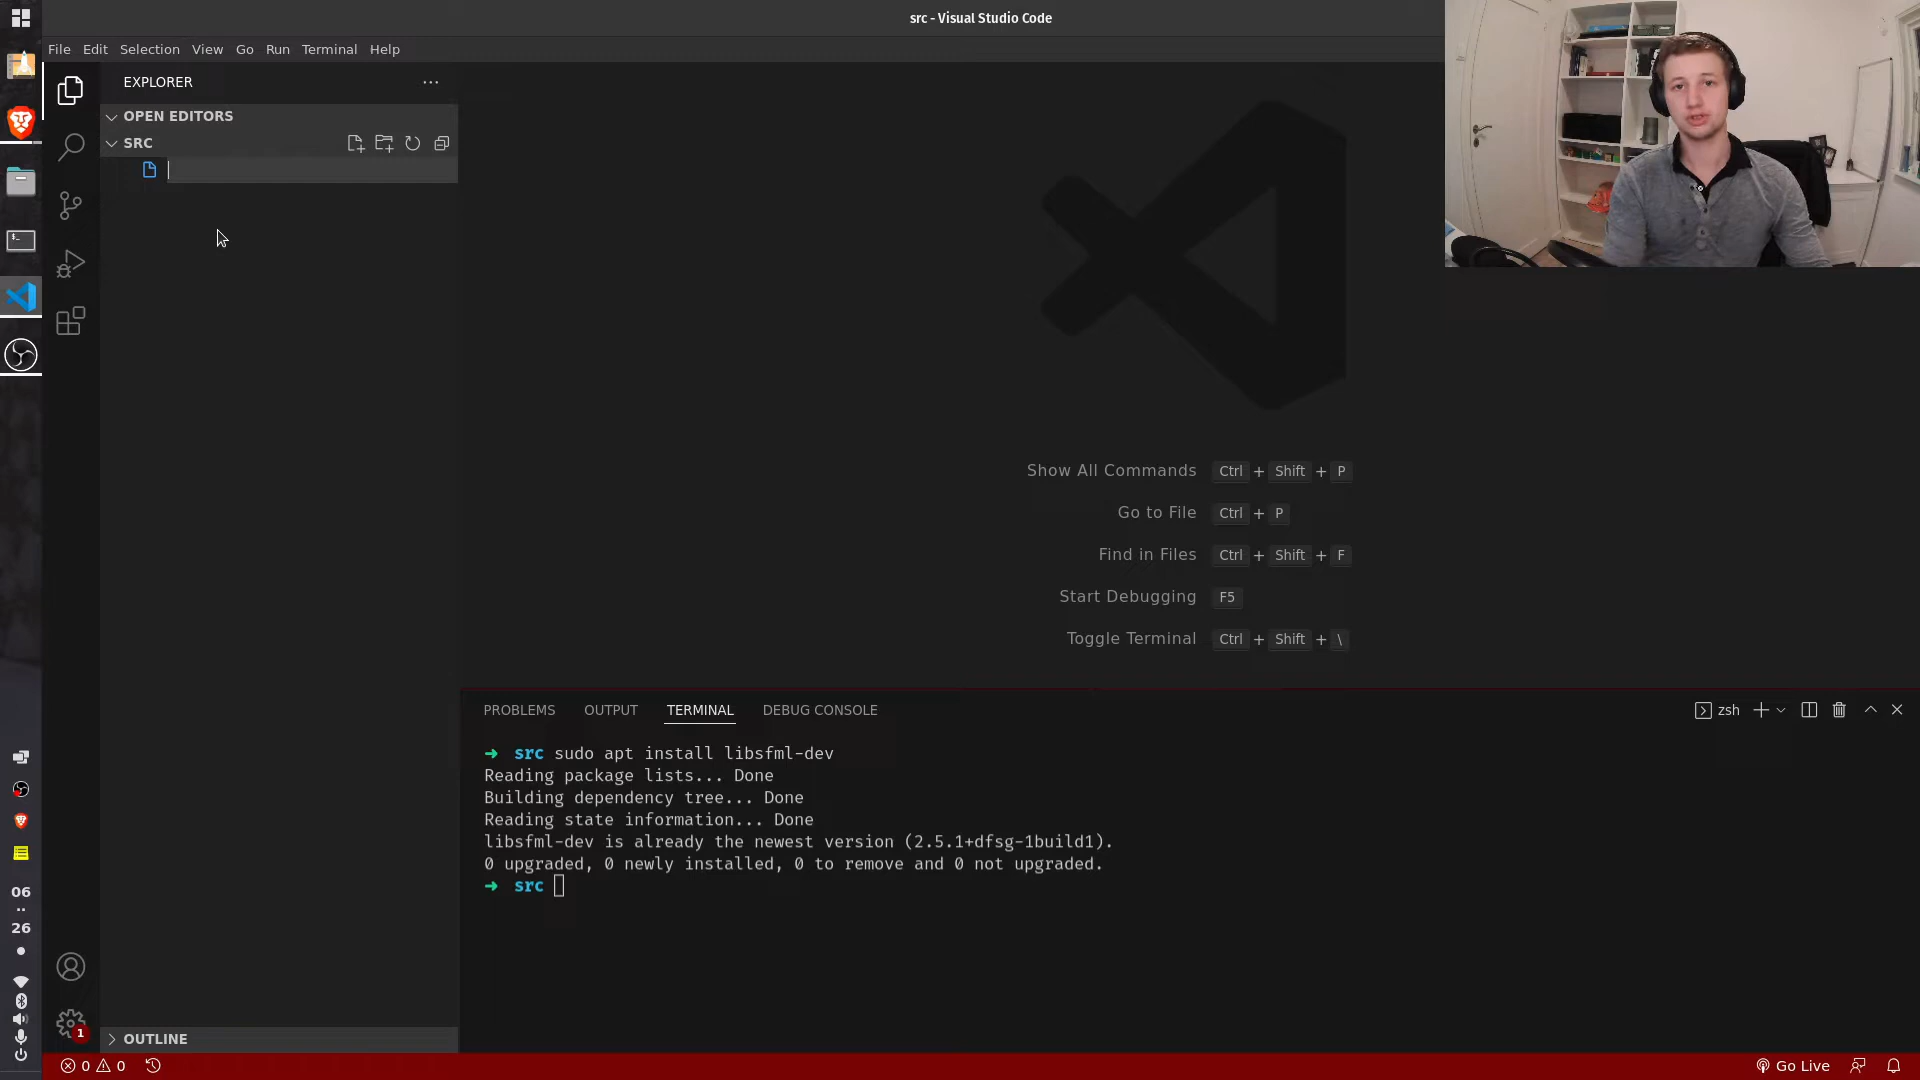 src - Visual Studio Code
File Edit Selection View Go Run Terminal Help
EXPLORER
OPEN EDITORS
SRC
Show All Commands Ctrl + Shift + P
Go to File Ctrl + P
Find in Files Ctrl + Shift + F
Start Debugging F5
Toggle Terminal Ctrl + Shift + \
PROBLEMS OUTPUT TERMINAL DEBUG CONSOLE
zsh
➜ src sudo apt install libsfml-dev
Reading package lists... Done
Building dependency tree... Done
Reading state information... Done
libsfml-dev is already the newest version (2.5.1+dfsg-1build1).
0 upgraded, 0 newly installed, 0 to remove and 0 not upgraded.
➜ src
06
26
1
OUTLINE
0 0
Go Live